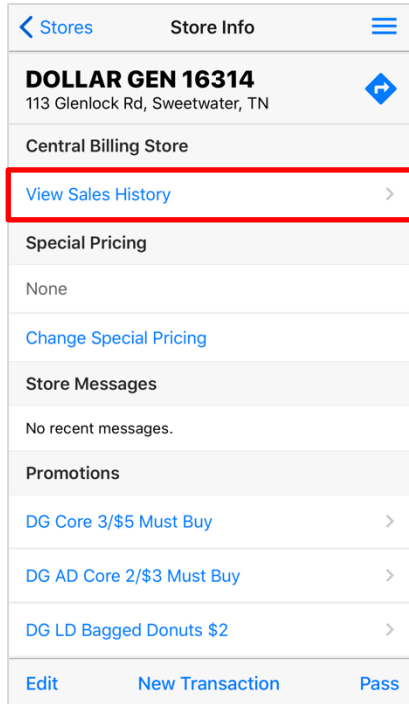 Stores
Store Info
DOLLAR GEN 16314
113 Glenlock Rd, Sweetwater, TN
Central Billing Store
View Sales History
Special Pricing
None
Change Special Pricing
Store Messages
No recent messages.
Promotions
DG Core 3/$5 Must Buy
DG AD Core 2/$3 Must Buy
DG LD Bagged Donuts $2
Edit
New Transaction
Pass